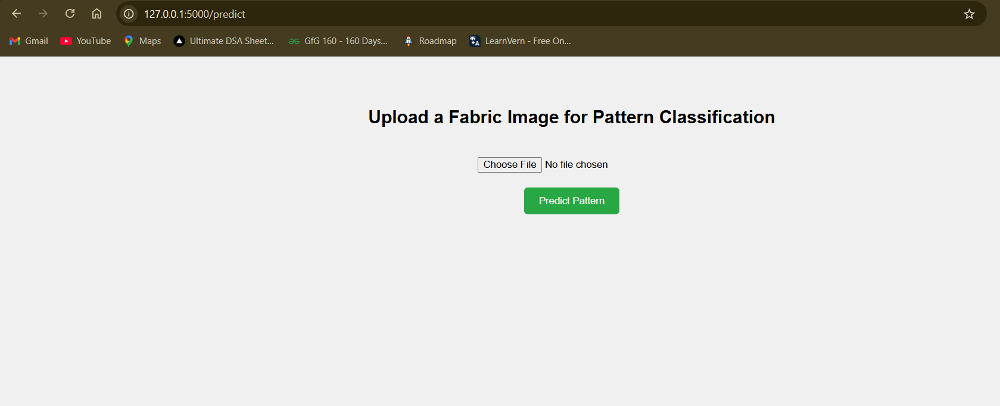 127.0.0.1:5000/predict
Gmail YouTube Maps Ultimate DSA Sheet... GfG 160 - 160 Days... Roadmap LearnVern - Free On...
Upload a Fabric Image for Pattern Classification
Choose File No file chosen
Predict Pattern